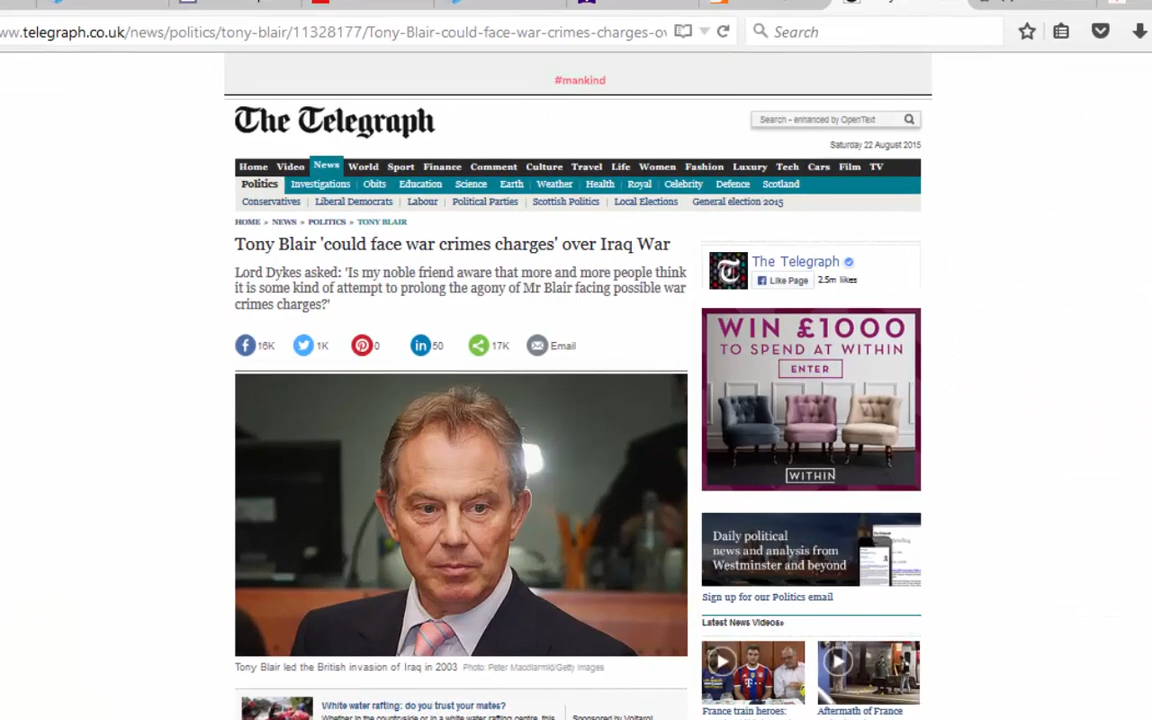 ww.telegraph.co.uk/news/politics/tony-blair/11328177/Tony-Blair-could-face-war-crimes-charges-ov
Search
#mankind
The Telegraph
Search - enhanced by OpenText
Saturday 22 August 2015
Home Video News World Sport Finance Comment Culture Travel Life Women Fashion Luxury Tech Cars Film TV
Politics Investigations Obits Education Science Earth Weather Health Royal Celebrity Defence Scotland
Conservatives Liberal Democrats Labour Political Parties Scottish Politics Local Elections General election 2015
HOME » NEWS » POLITICS » TONY BLAIR
Tony Blair 'could face war crimes charges' over Iraq War
Lord Dykes asked: 'Is my noble friend aware that more and more people think
it is some kind of attempt to prolong the agony of Mr Blair facing possible war
crimes charges?'
16K 1K 0 50 17K Email
Tony Blair led the British invasion of Iraq in 2003 Photo: Peter Macdiarmid/Getty Images
White water rafting: do you trust your mates?
Whether in the countryside or in a white water rafting centre, this
Sponsored by Voltarol
The Telegraph
Like Page 2.5m likes
WIN £1000
TO SPEND AT WITHIN
ENTER
WITHIN
Daily political
news and analysis from
Westminster and beyond
Sign up for our Politics email
Latest News Videos»
France train heroes:
Aftermath of France